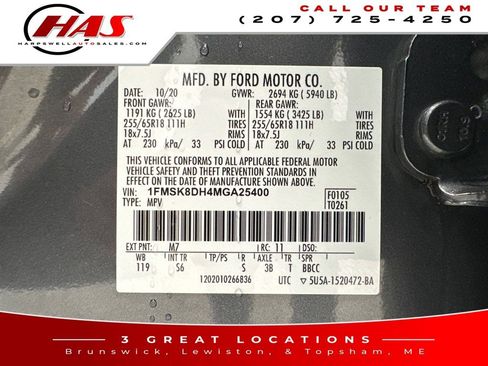 HAS
HARPSWELLAUTOSALES.COM
CALL OUR TEAM
(207) 725-4250
MFD. BY FORD MOTOR CO.
DATE: 10/20 GVWR: 2694 KG ( 5940 LB)
FRONT GAWR: REAR GAWR:
1191 KG ( 2625 LB) 1554 KG ( 3425 LB)
255/65R18 111H TIRES 255/65R18 111H TIRES
18x7.5J RIMS 18x7.5J RIMS
AT 230 kPa/ 33 PSI COLD AT 230 kPa/ 33 PSI COLD
THIS VEHICLE CONFORMS TO ALL APPLICABLE FEDERAL MOTOR
VEHICLE SAFETY AND THEFT PREVENTION STANDARDS IN
EFFECT ON THE DATE OF MANUFACTURE SHOWN ABOVE.
VIN: 1FMSK8DH4MGA25400 F0105
TYPE: MPV T0261
EXT PNT: M7 RC: 11 DSO:
WB INT TR TP/PS R AXLE TR SPR
119 S6 S 3B T BBCC
1202010266836 UTC 5U5A-1520472-BA
3 GREAT LOCATIONS
Brunswick, Lewiston, & Topsham, ME